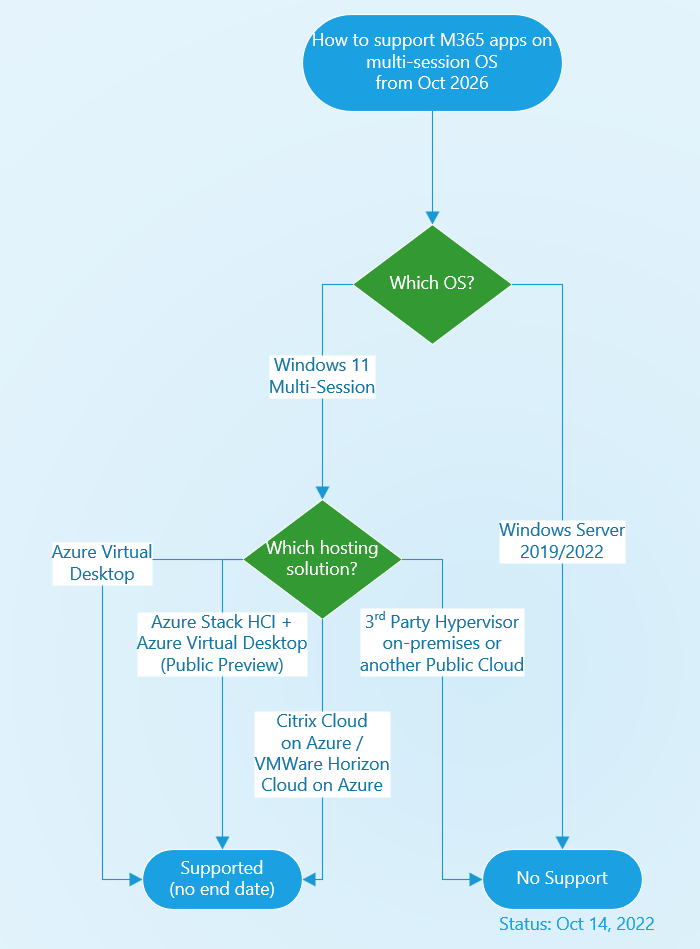 How to support M365 apps on
multi-session OS
from Oct 2026
Which OS?
Windows 11
Multi-Session
Windows Server
2019/2022
Which hosting
solution?
Azure Virtual
Desktop
Azure Stack HCI +
Azure Virtual Desktop
(Public Preview)
3rd Party Hypervisor
on-premises or
another Public Cloud
Citrix Cloud
on Azure /
VMWare Horizon
Cloud on Azure
Supported
(no end date)
No Support
Status: Oct 14, 2022